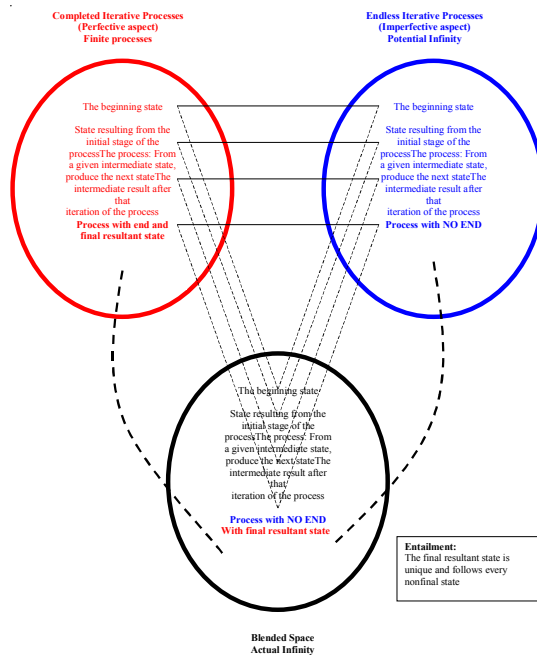 Completed Iterative Processes
(Perfective aspect)
Finite processes
Endless Iterative Processes
(Imperfective aspect)
Potential Infinity
The beginning state
State resulting from the
initial stage of the
processThe process: From
a given intermediate state,
produce the next stateThe
intermediate result after
that
iteration of the process
Process with end and
final resultant state
The beginning state
State resulting from the
initial stage of the
processThe process: From
a given intermediate state,
produce the next stateThe
intermediate result after
that
iteration of the process
Process with NO END
The beginning state
State resulting from the
initial stage of the
processThe process: From
a given intermediate state,
produce the next stateThe
intermediate result after
that
iteration of the process
Process with NO END
With final resultant state
Entailment:
The final resultant state is
unique and follows every
nonfinal state
Blended Space
Actual Infinity